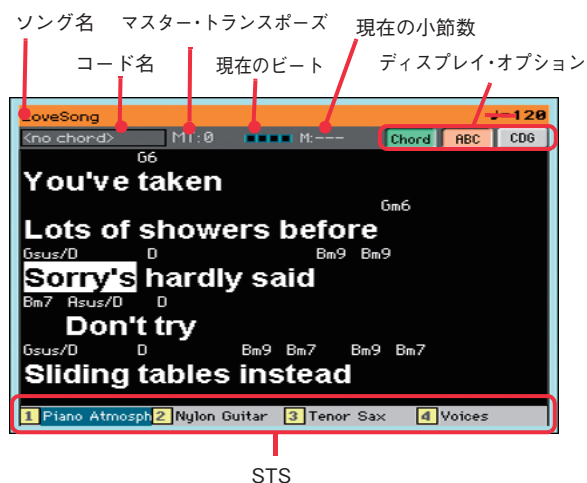 ソング名 マスター・トランスポーズ 現在の小節数
コード名 現在のビート ディスプレイ・オプション
LoveSong ♩=120
<no chord> MT:0 M:--- Chord ABC CDG
G6
You've taken
Gm6
Lots of showers before
Gsus/D D Bm9 Bm9
Sorry's hardly said
Bm7 Asus/D D
Don't try
Gsus/D D Bm9 Bm7 Bm9 Bm7
Sliding tables instead
1 Piano Atmosph 2 Nylon Guitar 3 Tenor Sax 4 Voices
STS